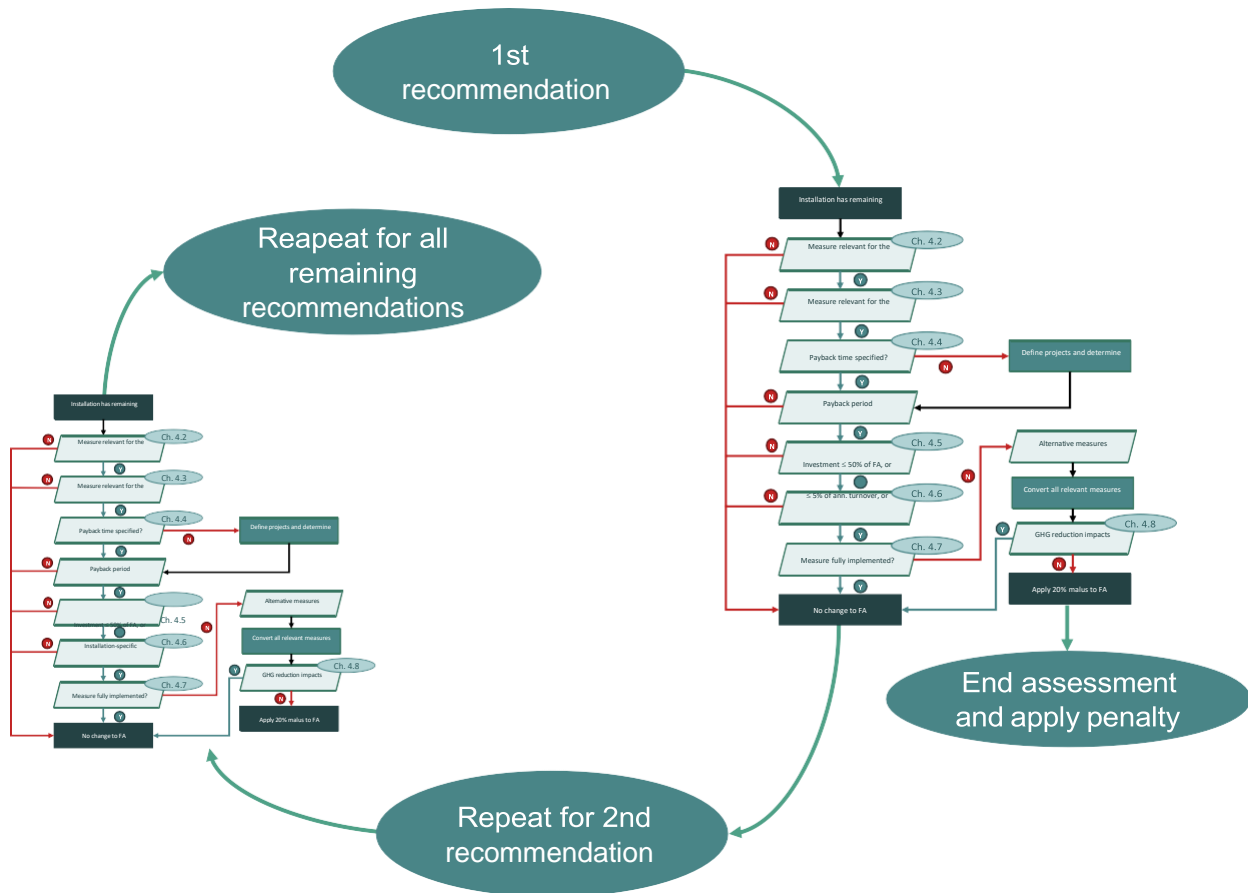 1st
recommendation
Installation has remaining
Measure relevant for the
Ch. 4.2
N
Y
Measure relevant for the
Ch. 4.3
N
Y
Payback time specified?
Ch. 4.4
N
Define projects and determine
Y
Payback period
N
Y
Ch. 4.5
Investment ≤ 50% of FA, or
N
≤ 5% of ann. turnover, or
Ch. 4.6
N
Y
Measure fully implemented?
Ch. 4.7
N
Y
No change to FA
Alternative measures
Convert all relevant measures
GHG reduction impacts
Ch. 4.8
Y
N
Apply 20% malus to FA
End assessment
and apply penalty
Repeat for 2nd
recommendation
Installation has remaining
Measure relevant for the
Ch. 4.2
N
Y
Measure relevant for the
Ch. 4.3
N
Y
Payback time specified?
Ch. 4.4
N
Define projects and determine
Y
Payback period
N
Y
N
Ch. 4.5
Installation-specific
Ch. 4.6
N
Y
Measure fully implemented?
Ch. 4.7
N
Y
No change to FA
Alternative measures
Convert all relevant measures
GHG reduction impacts
Ch. 4.8
Y
N
Apply 20% malus to FA
Reapeat for all
remaining
recommendations